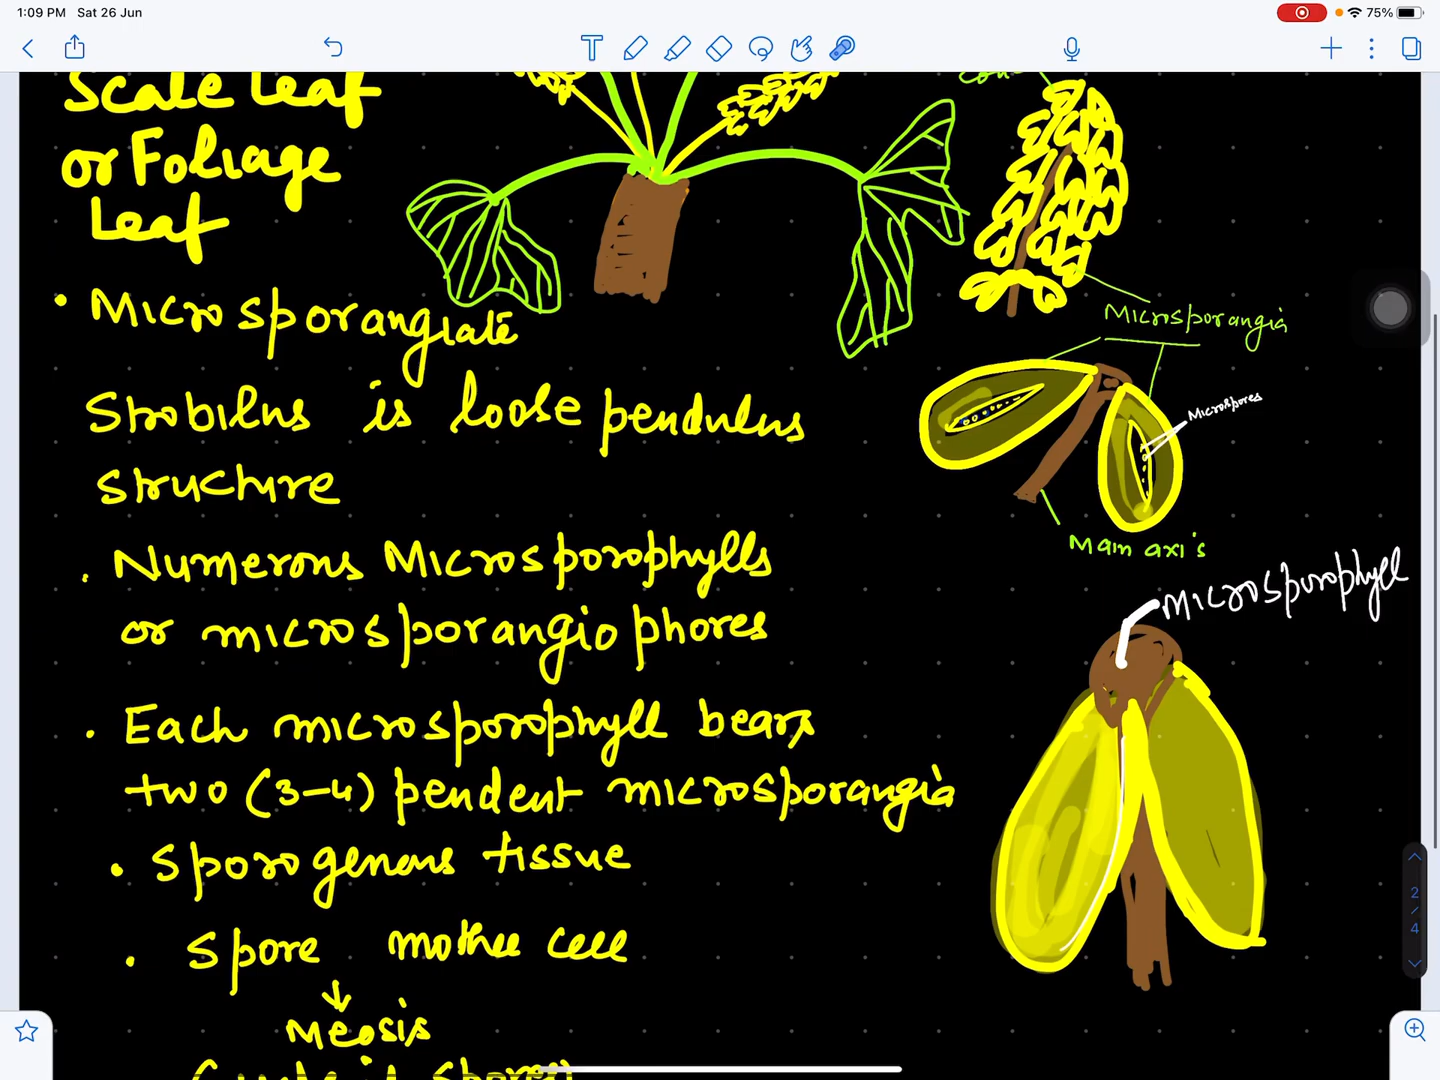 1:09 PM Sat 26 Jun
75%
Scale Leaf
or Foliage
Leaf
• Microsporangiate
Strobilus is loose pendulus
structure
. Numerous Microsporophylls
or microsporangiophores
. Each microsporophyll bears
two (3-4) pendent microsporangia
• Sporogenous tissue
. Spore mother cell
↓
Meosis
Microsporangia
Microspores
Main axis
Microsporophyll
2
/
4